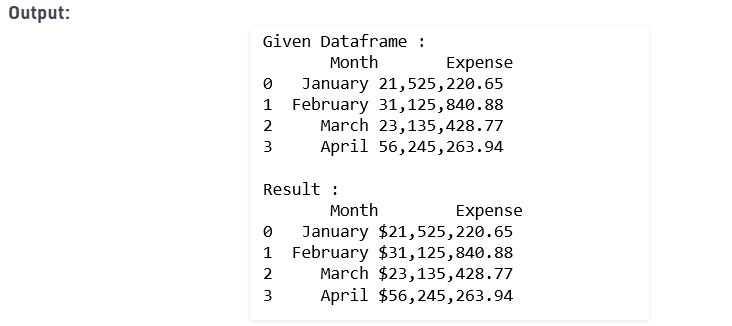 Output:
Given Dataframe :
Month Expense
0 January 21,525,220.65
1 February 31,125,840.88
2 March 23,135,428.77
3 April 56,245,263.94
Result :
Month Expense
0 January $21,525,220.65
1 February $31,125,840.88
2 March $23,135,428.77
3 April $56,245,263.94